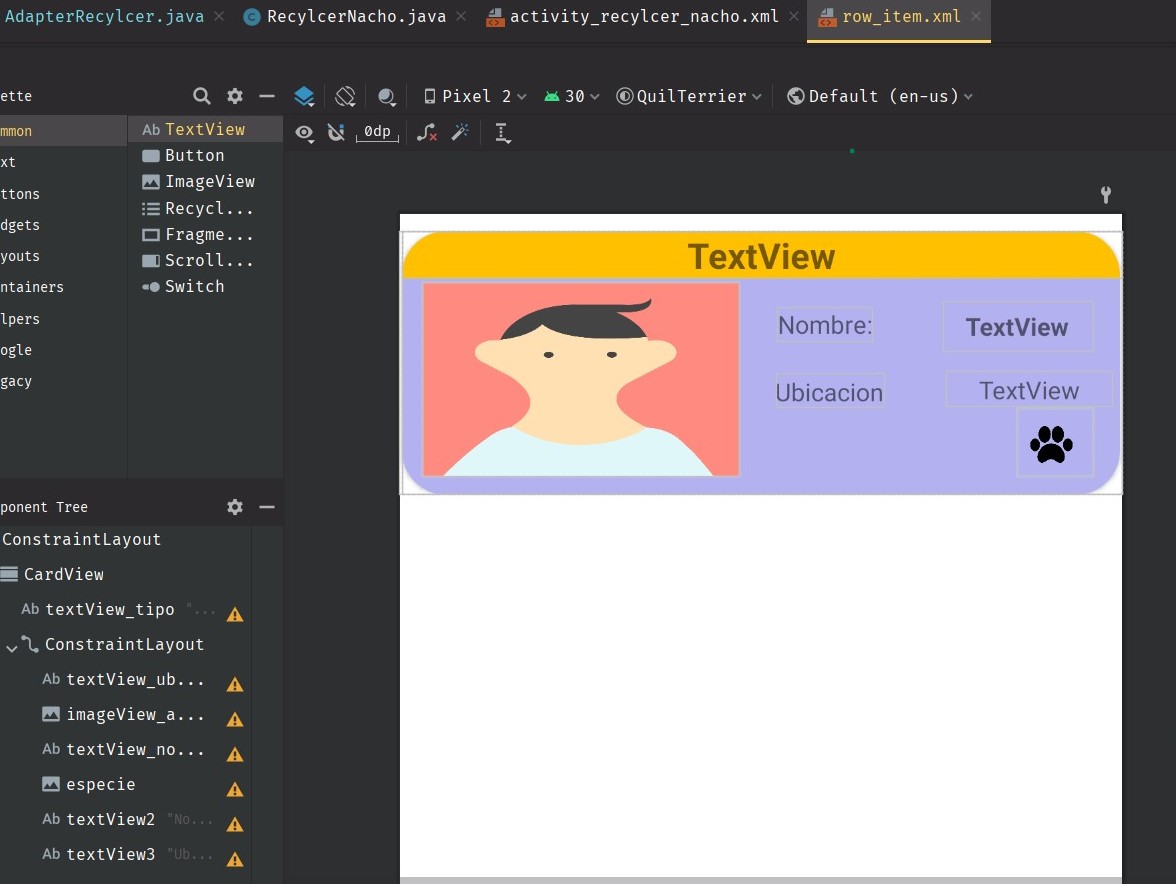 AdapterRecylcer.java RecylcerNacho.java activity_recylcer_nacho.xml row_item.xml
ette Pixel 2 30 QuilTerrier Default (en-us)
mmon
xt
ttons
dgets
youts
ntainers
lpers
ogle
gacy
Ab TextView
Button
ImageView
Recycl...
Fragme...
Scroll...
Switch
0dp
TextView
Nombre: TextView
Ubicacion TextView
ponent Tree
ConstraintLayout
CardView
Ab textView_tipo "...
ConstraintLayout
Ab textView_ub...
imageView_a...
Ab textView_no...
especie
Ab textView2 "No...
Ab textView3 "Ub...